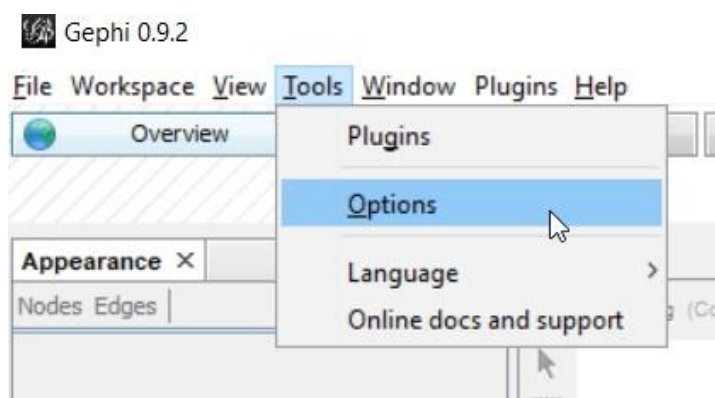 Gephi 0.9.2
File Workspace View Tools Window Plugins Help
Overview
Plugins
Options
Appearance ×
Language >
Nodes Edges
Online docs and support